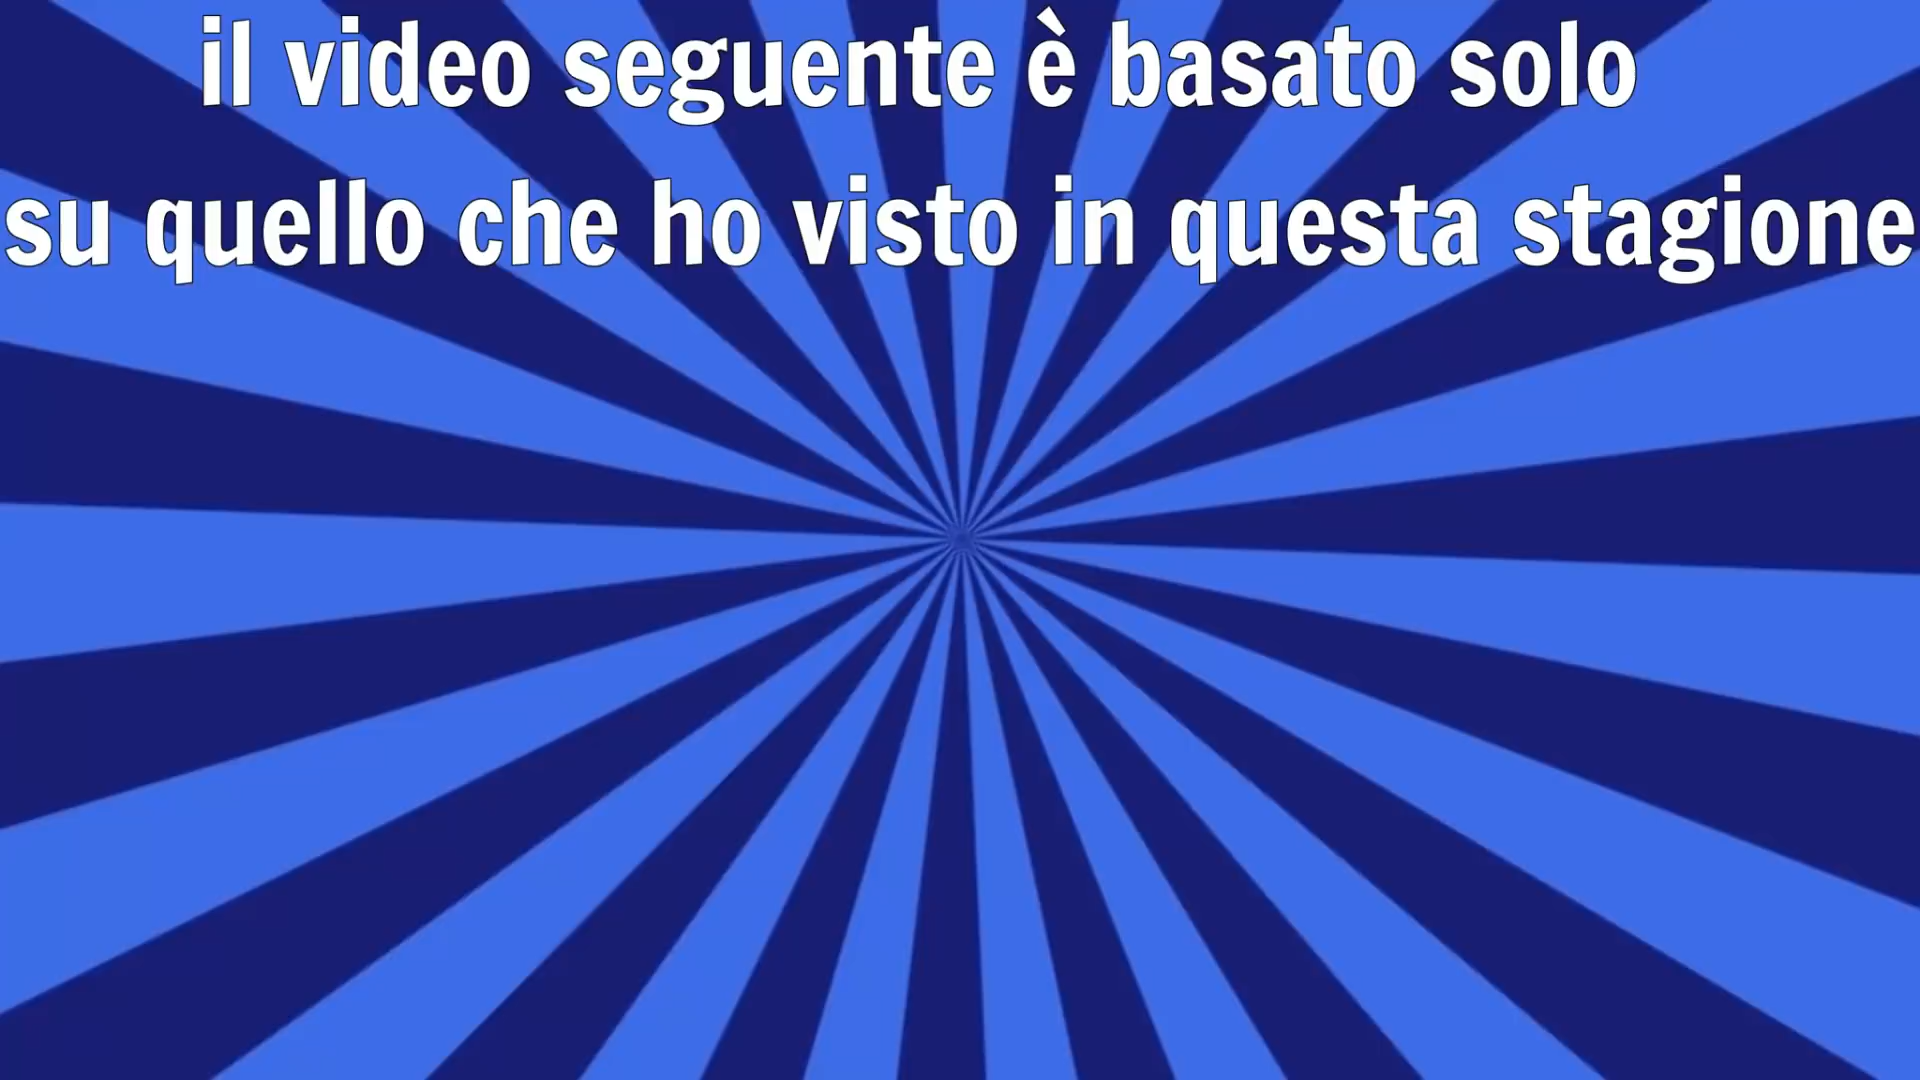 il video seguente è basato solo
su quello che ho visto in questa stagione